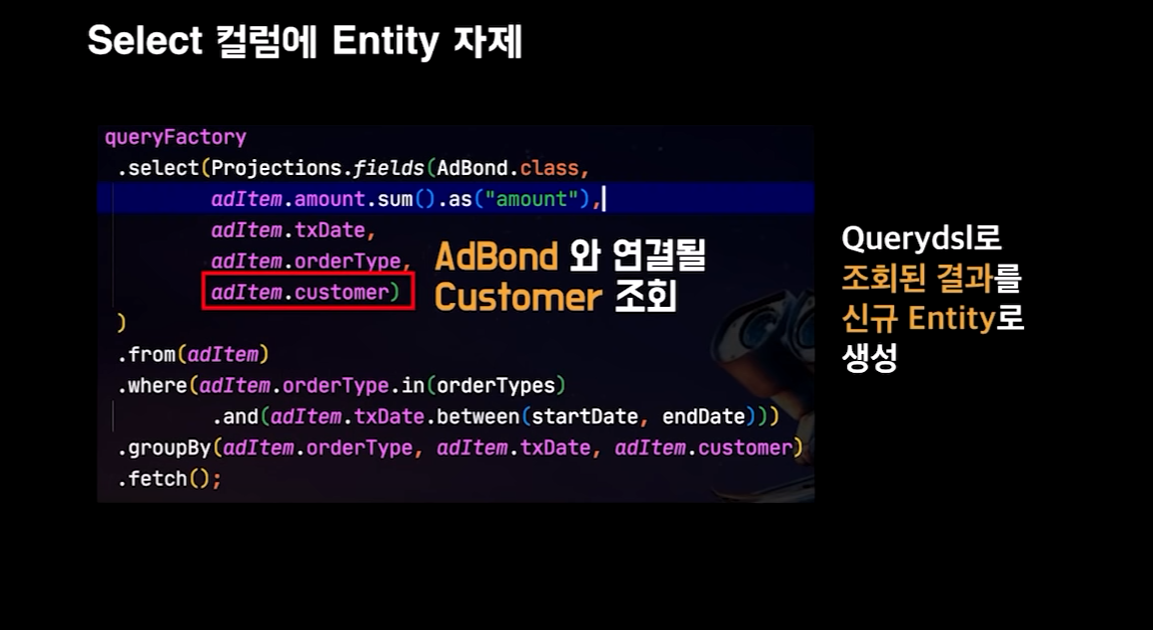 Select 컬럼에 Entity 자제
queryFactory
.select(Projections.fields(AdBond.class,
adItem.amount.sum().as("amount"),
adItem.txDate,
adItem.orderType,
adItem.customer)
AdBond 와 연결될
Customer 조회
)
.from(adItem)
.where(adItem.orderType.in(orderTypes)
.and(adItem.txDate.between(startDate, endDate)))
.groupBy(adItem.orderType, adItem.txDate, adItem.customer)
.fetch();
Querydsl로
조회된 결과를
신규 Entity로
생성